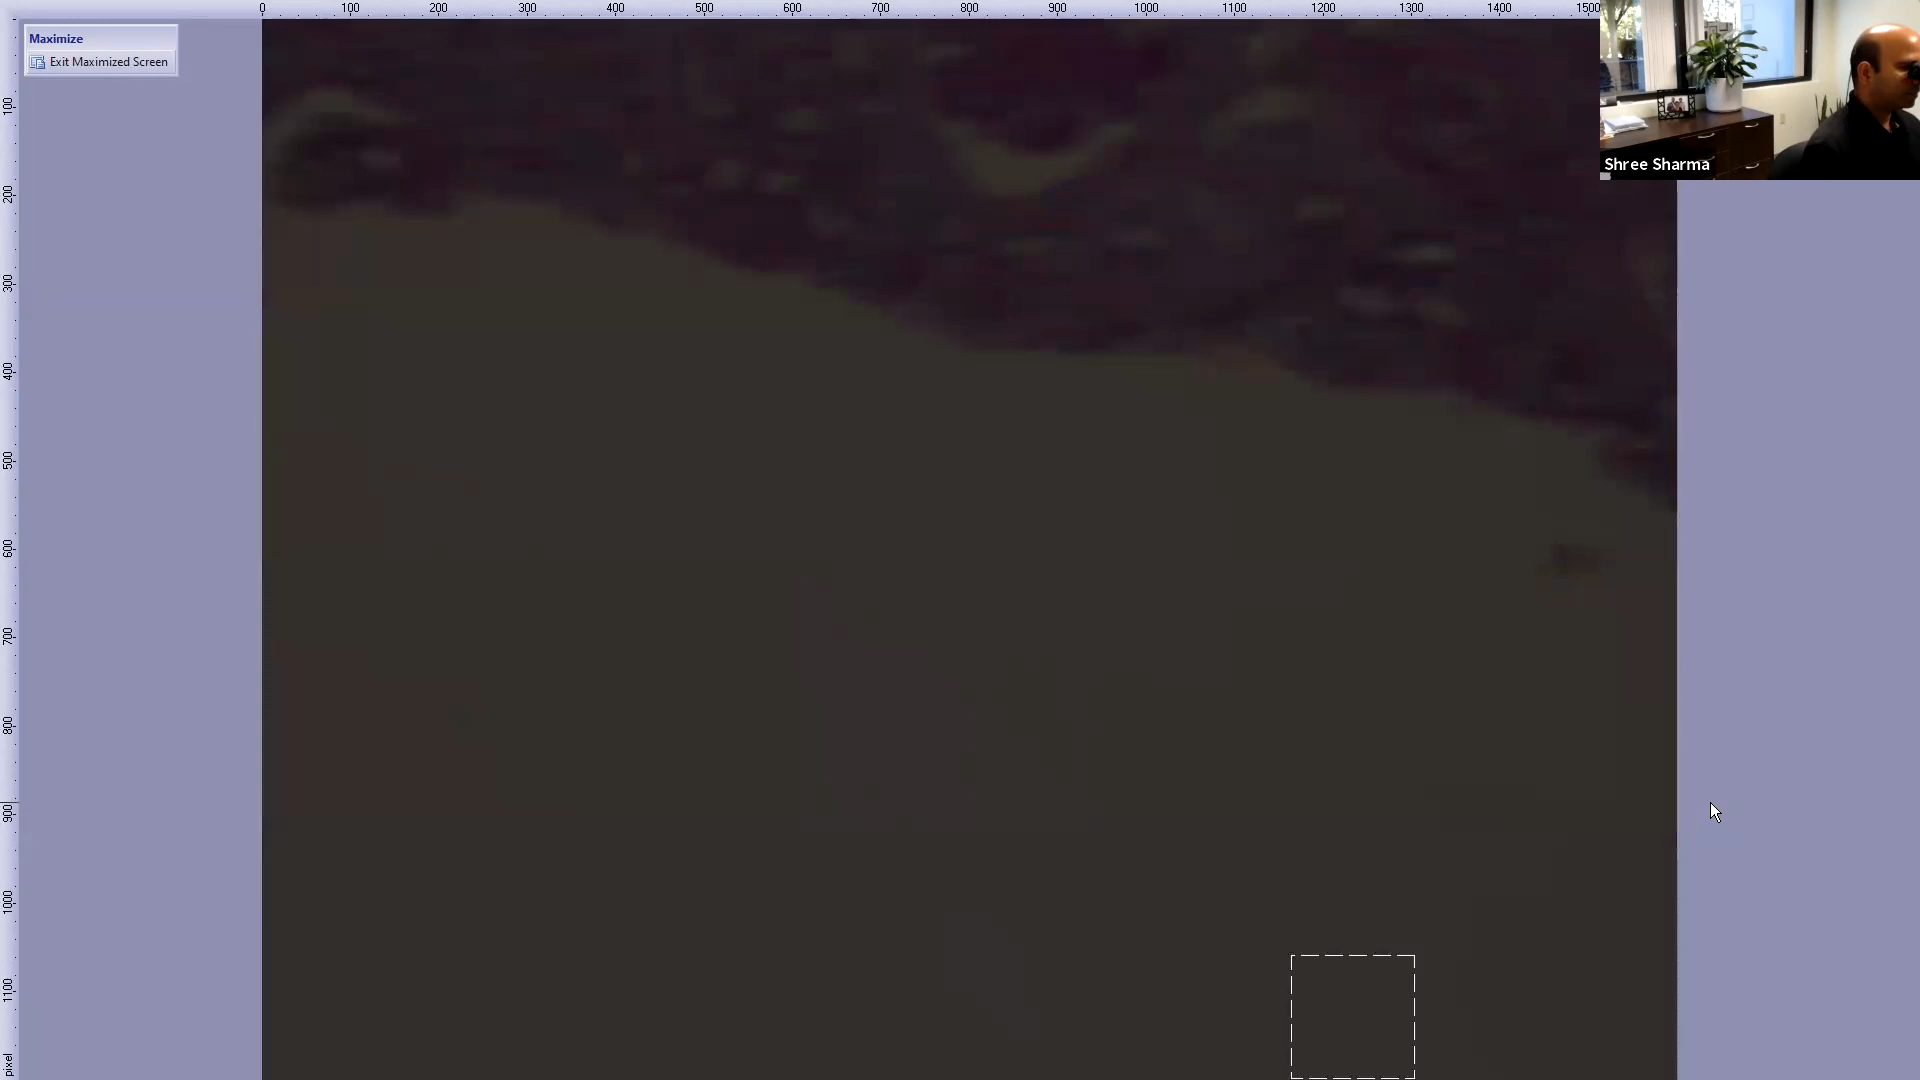 0 100 200 300 400 500 600 700 800 900 1000 1100 1200 1300 1400 1500
Maximize
Exit Maximized Screen
100
200
300
400
500
600
700
800
900
1000
1100
pixel
Shree Sharma